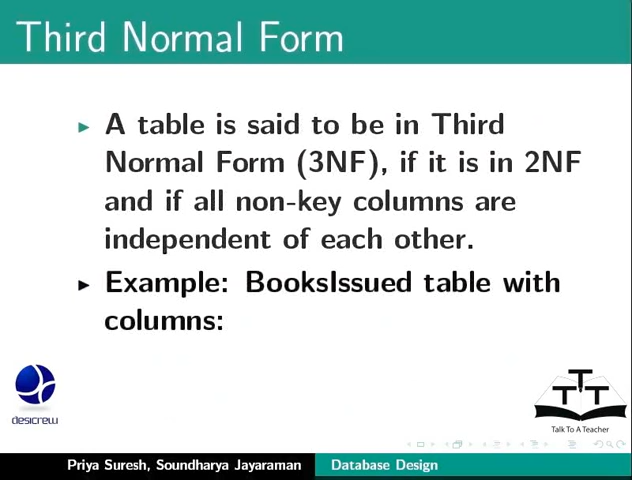 Third Normal Form
A table is said to be in Third
Normal Form (3NF), if it is in 2NF
and if all non-key columns are
independent of each other.
Example: BooksIssued table with
columns:
desicrew
TTT
Talk To A Teacher
Priya Suresh, Soundharya Jayaraman Database Design